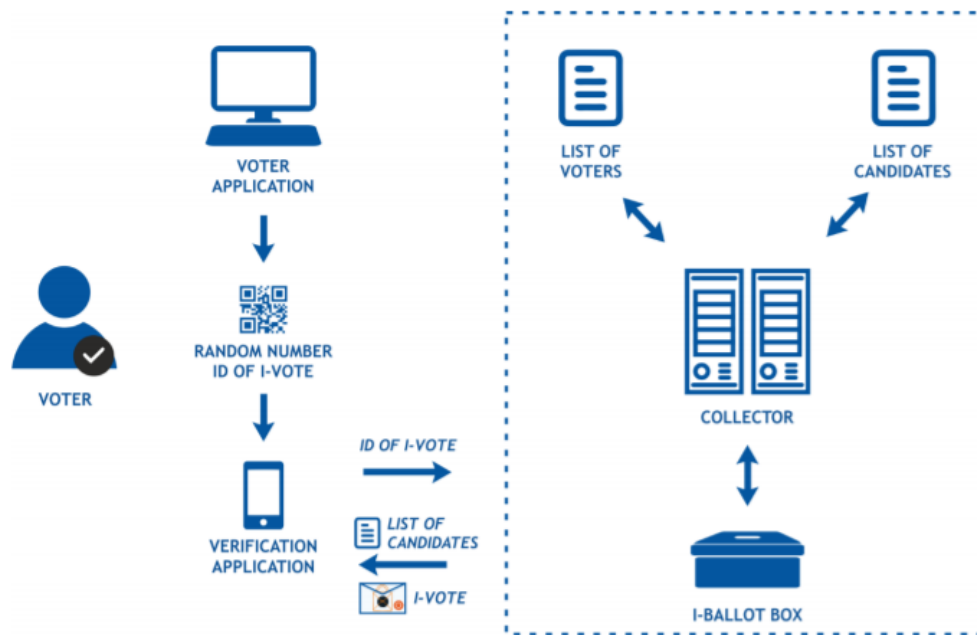 VOTER
APPLICATION
RANDOM NUMBER
ID OF I-VOTE
VOTER
VERIFICATION
APPLICATION
ID OF I-VOTE
LIST OF
CANDIDATES
I-VOTE
LIST OF
VOTERS
LIST OF
CANDIDATES
COLLECTOR
I-BALLOT BOX